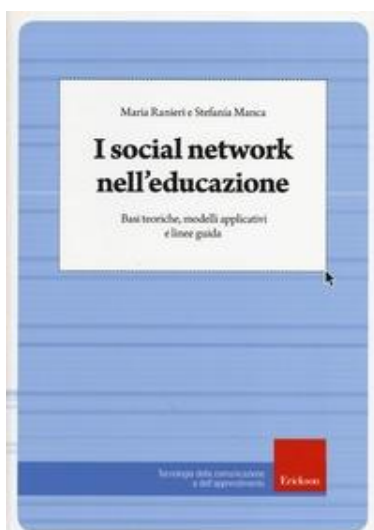 Maria Ranieri e Stefania Manca
I social network
nell'educazione
Basi teoriche, modelli applicativi
e linee guida
Tecnologie della comunicazione
e dell'apprendimento
Erickson